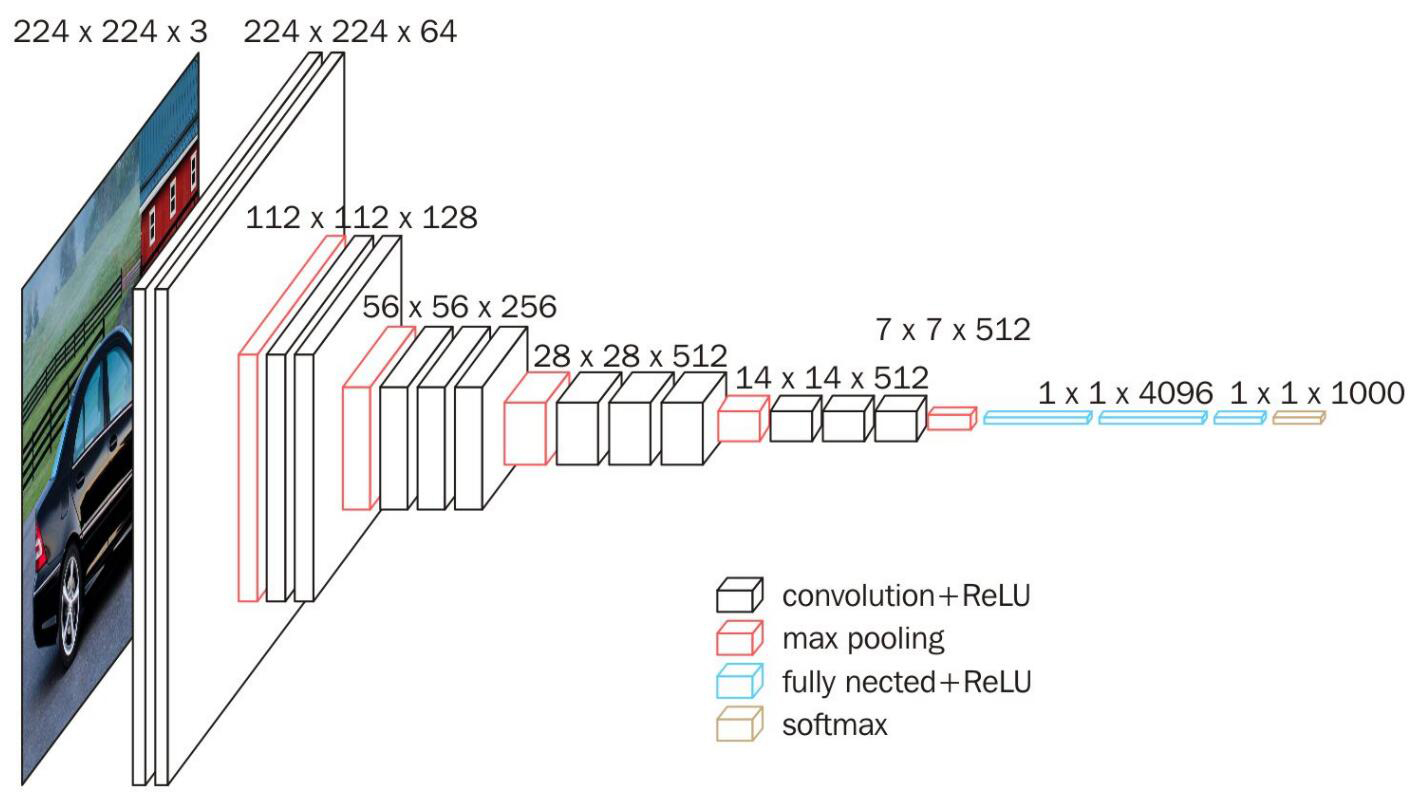 224 x 224 x 3
224 x 224 x 64
112 x 112 x 128
56 x 56 x 256
28 x 28 x 512
14 x 14 x 512
7 x 7 x 512
1 x 1 x 4096
1 x 1 x 1000
convolution+ReLU
max pooling
fully nected+ReLU
softmax